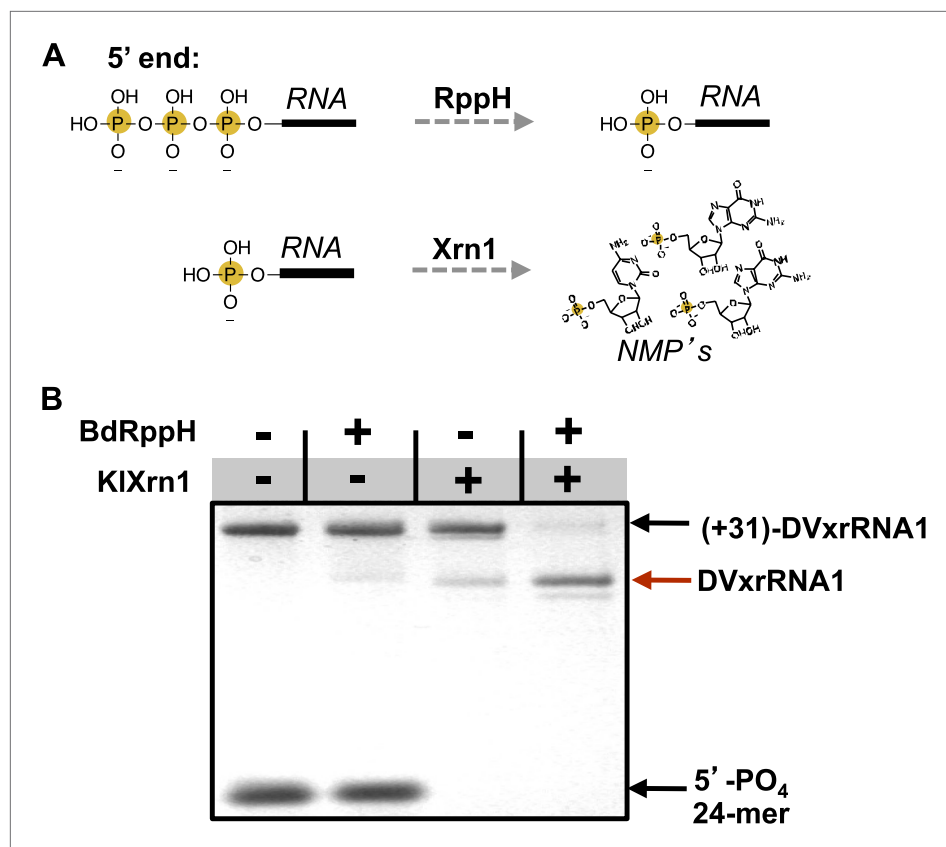 A 5' end:
OH OH OH RNA RppH OH RNA
HO-P-O-P-O-P-O- HO-P-O-
O O O O
- - - -
OH RNA Xrn1
HO-P-O-
O
-
NMP's
B
BdRppH - + - +
KlXrn1 - - + +
(+31)-DVxrRNA1
DVxrRNA1
5'-PO4
24-mer